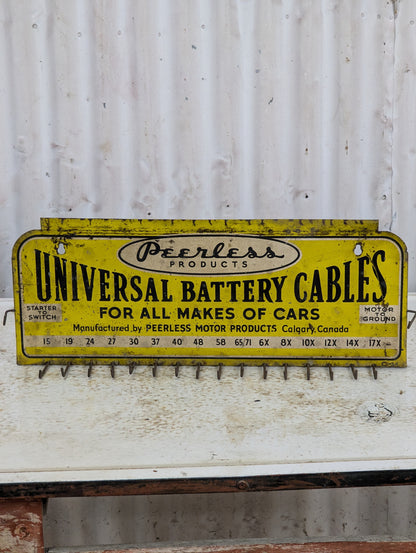 Peerless
PRODUCTS
UNIVERSAL BATTERY CABLES
STARTER
TO
SWITCH
FOR ALL MAKES OF CARS
MOTOR
TO
GROUND
Manufactured by PEERLESS MOTOR PRODUCTS Calgary, Canada
15 19 24 27 30 37 40 48 58 65/71 6X 8X 10X 12X 14X 17X